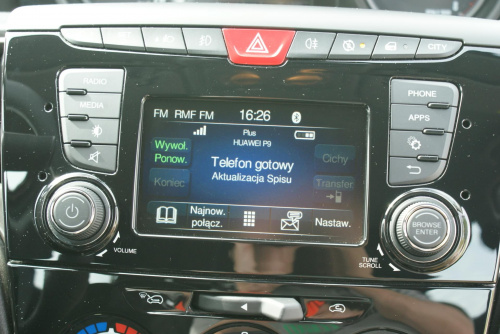 CITY
RADIO
MEDIA
PHONE
APPS
FM RMF FM 16:26
Plus
HUAWEI P9
Wywoł.
Ponow.
Telefon gotowy
Aktualizacja Spisu
Cichy
Koniec
Transfer
Najnow.
połącz.
Nastaw.
VOLUME
BROWSE
ENTER
TUNE
SCROLL